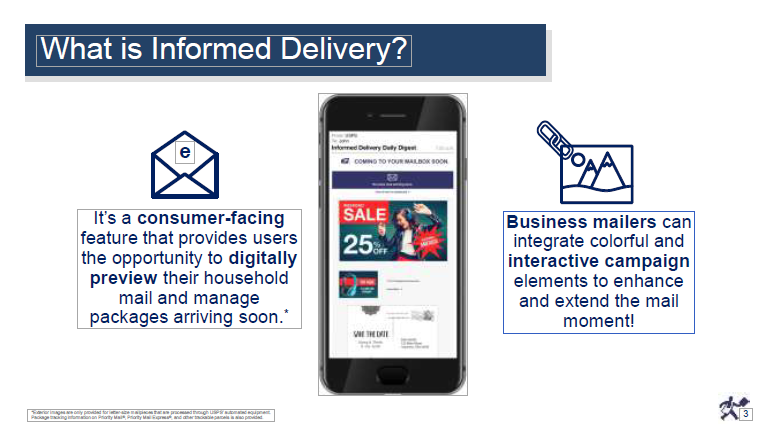 What is Informed Delivery?
e
It's a consumer-facing
feature that provides users
the opportunity to digitally
preview their household
mail and manage
packages arriving soon.*
From: USPS
To: John
Informed Delivery Daily Digest
COMING TO YOUR MAILBOX SOON.
SALE
25%
OFF
SAVE THE DATE
Business mailers can
integrate colorful and
interactive campaign
elements to enhance
and extend the mail
moment!
*Exterior images are only provided for letter-size mailpieces that are processed through USPS' automated equipment.
Package tracking information on Priority Mail®, Priority Mail Express®, and other trackable parcels is also provided.
3